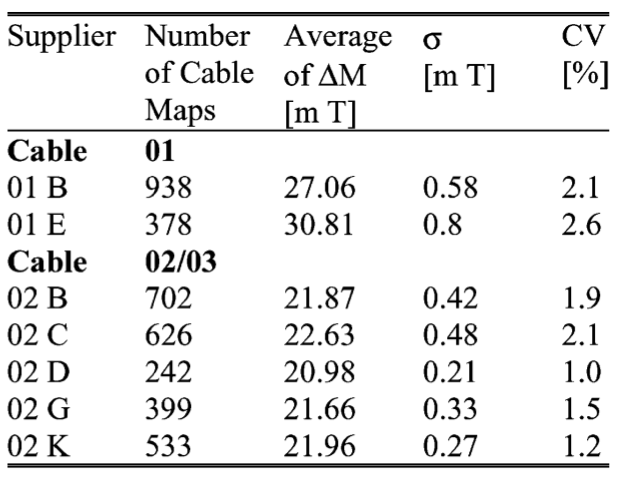 Supplier Number Average σ CV
of Cable of ΔM [m T] [%]
Maps [m T]
Cable 01
01 B 938 27.06 0.58 2.1
01 E 378 30.81 0.8 2.6
Cable 02/03
02 B 702 21.87 0.42 1.9
02 C 626 22.63 0.48 2.1
02 D 242 20.98 0.21 1.0
02 G 399 21.66 0.33 1.5
02 K 533 21.96 0.27 1.2